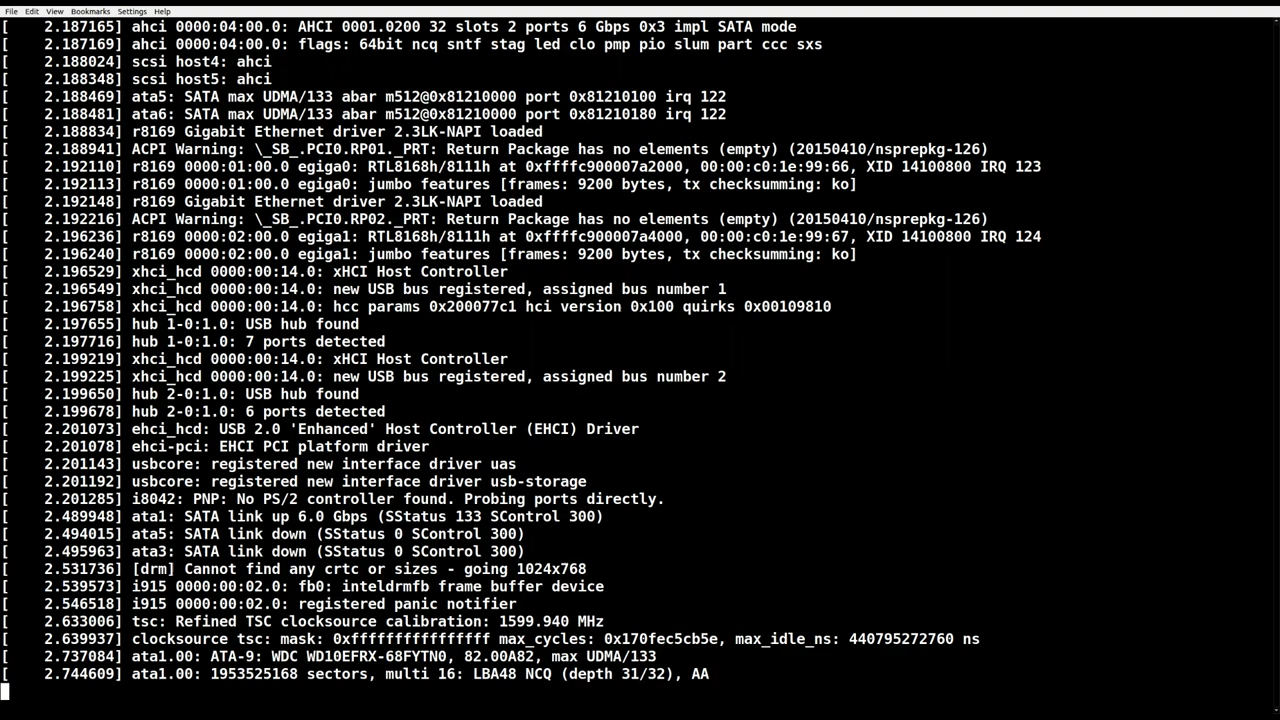 File Edit View Bookmarks Settings Help
[    2.187165] ahci 0000:04:00.0: AHCI 0001.0200 32 slots 2 ports 6 Gbps 0x3 impl SATA mode
[    2.187169] ahci 0000:04:00.0: flags: 64bit ncq sntf stag led clo pmp pio slum part ccc sxs
[    2.188024] scsi host4: ahci
[    2.188348] scsi host5: ahci
[    2.188469] ata5: SATA max UDMA/133 abar m512@0x81210000 port 0x81210100 irq 122
[    2.188481] ata6: SATA max UDMA/133 abar m512@0x81210000 port 0x81210180 irq 122
[    2.188834] r8169 Gigabit Ethernet driver 2.3LK-NAPI loaded
[    2.188941] ACPI Warning: \_SB_.PCI0.RP01._PRT: Return Package has no elements (empty) (20150410/nsprepkg-126)
[    2.192110] r8169 0000:01:00.0 egiga0: RTL8168h/8111h at 0xffffc900007a2000, 00:00:c0:1e:99:66, XID 14100800 IRQ 123
[    2.192113] r8169 0000:01:00.0 egiga0: jumbo features [frames: 9200 bytes, tx checksumming: ko]
[    2.192148] r8169 Gigabit Ethernet driver 2.3LK-NAPI loaded
[    2.192216] ACPI Warning: \_SB_.PCI0.RP02._PRT: Return Package has no elements (empty) (20150410/nsprepkg-126)
[    2.196236] r8169 0000:02:00.0 egiga1: RTL8168h/8111h at 0xffffc900007a4000, 00:00:c0:1e:99:67, XID 14100800 IRQ 124
[    2.196240] r8169 0000:02:00.0 egiga1: jumbo features [frames: 9200 bytes, tx checksumming: ko]
[    2.196529] xhci_hcd 0000:00:14.0: xHCI Host Controller
[    2.196549] xhci_hcd 0000:00:14.0: new USB bus registered, assigned bus number 1
[    2.196758] xhci_hcd 0000:00:14.0: hcc params 0x200077c1 hci version 0x100 quirks 0x00109810
[    2.197655] hub 1-0:1.0: USB hub found
[    2.197716] hub 1-0:1.0: 7 ports detected
[    2.199219] xhci_hcd 0000:00:14.0: xHCI Host Controller
[    2.199225] xhci_hcd 0000:00:14.0: new USB bus registered, assigned bus number 2
[    2.199650] hub 2-0:1.0: USB hub found
[    2.199678] hub 2-0:1.0: 6 ports detected
[    2.201073] ehci_hcd: USB 2.0 'Enhanced' Host Controller (EHCI) Driver
[    2.201078] ehci-pci: EHCI PCI platform driver
[    2.201143] usbcore: registered new interface driver uas
[    2.201192] usbcore: registered new interface driver usb-storage
[    2.201285] i8042: PNP: No PS/2 controller found. Probing ports directly.
[    2.489948] ata1: SATA link up 6.0 Gbps (SStatus 133 SControl 300)
[    2.494015] ata5: SATA link down (SStatus 0 SControl 300)
[    2.495963] ata3: SATA link down (SStatus 0 SControl 300)
[    2.531736] [drm] Cannot find any crtc or sizes - going 1024x768
[    2.539573] i915 0000:00:02.0: fb0: inteldrmfb frame buffer device
[    2.546518] i915 0000:00:02.0: registered panic notifier
[    2.633006] tsc: Refined TSC clocksource calibration: 1599.940 MHz
[    2.639937] clocksource tsc: mask: 0xffffffffffffffff max_cycles: 0x170fec5cb5e, max_idle_ns: 440795272760 ns
[    2.737084] ata1.00: ATA-9: WDC WD10EFRX-68FYTN0, 82.00A82, max UDMA/133
[    2.744609] ata1.00: 1953525168 sectors, multi 16: LBA48 NCQ (depth 31/32), AA